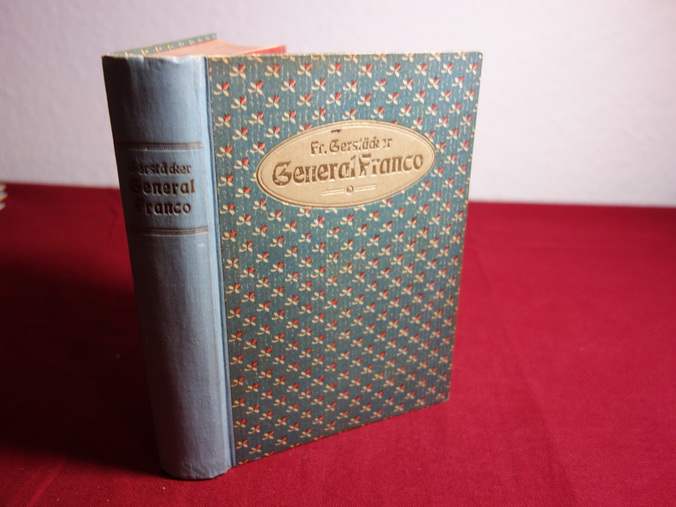 Gerstäcker
General
Franco
Fr. Gerstäcker
General Franco